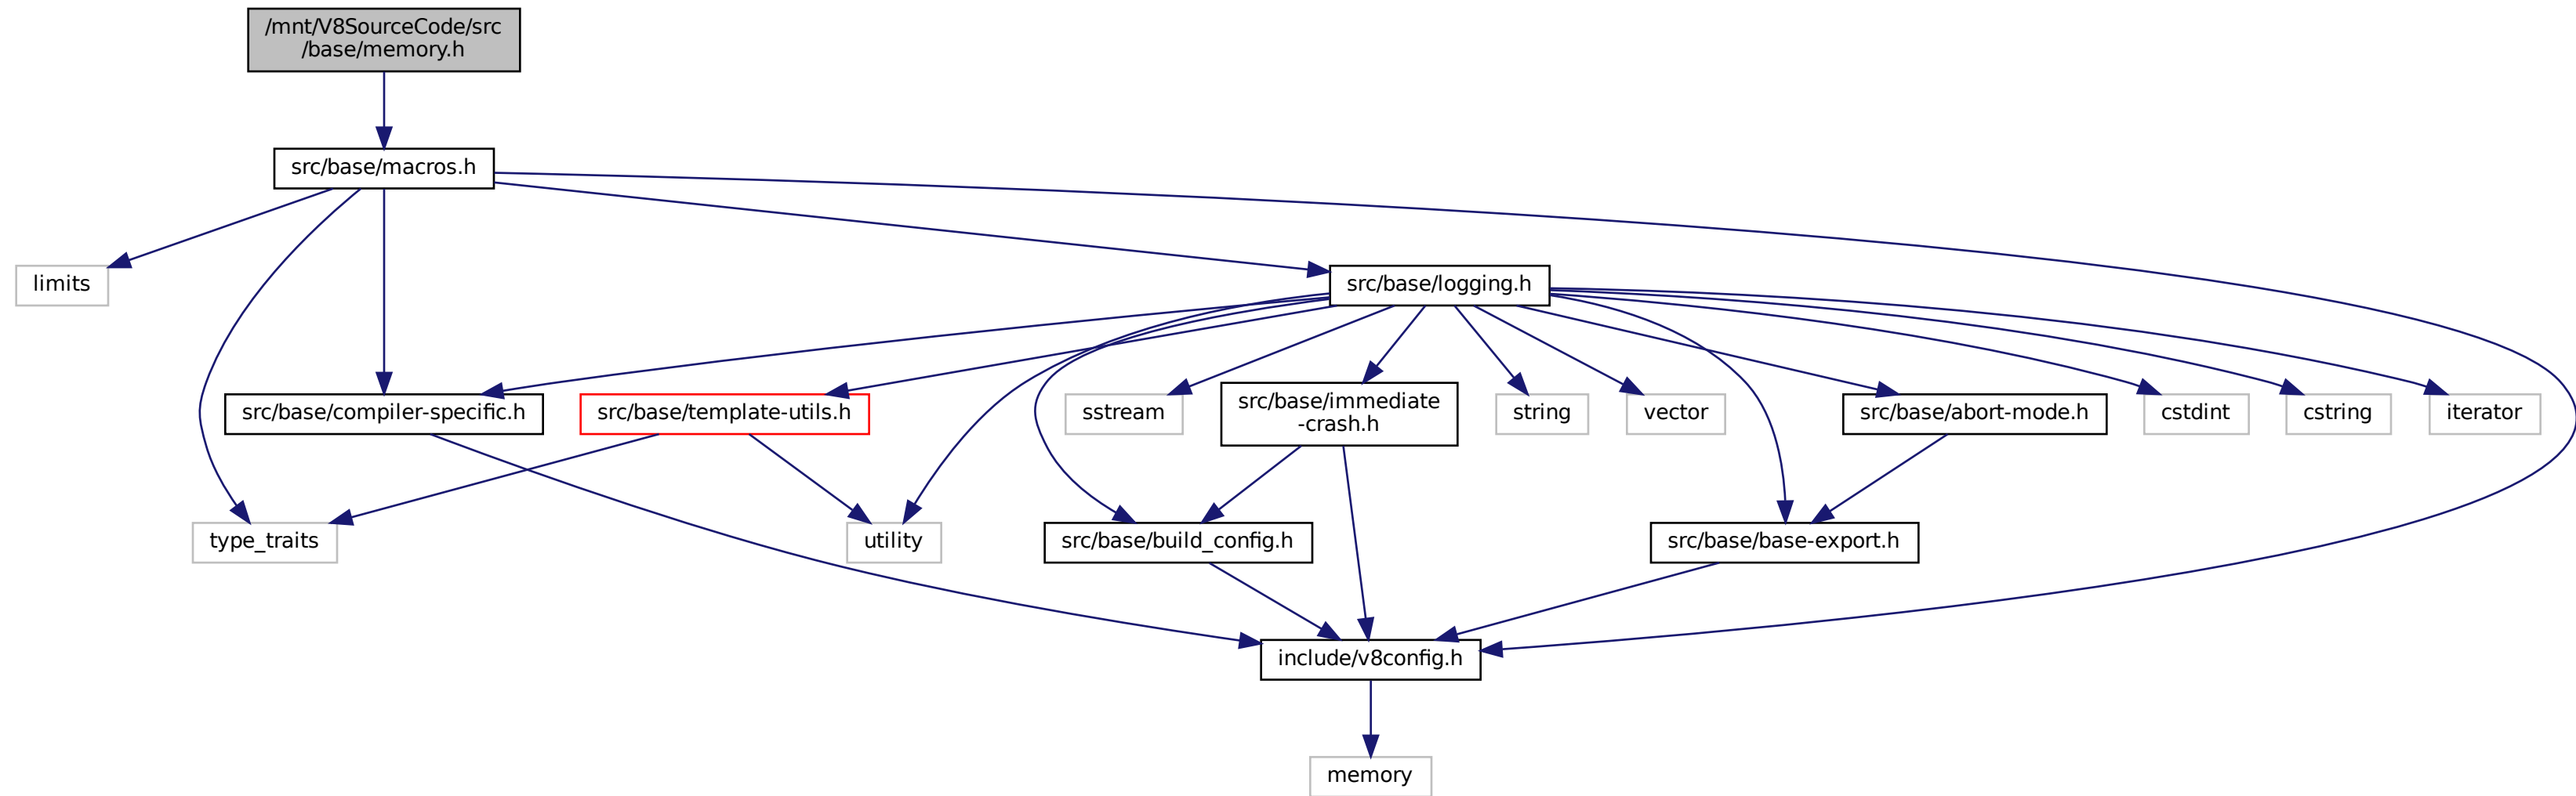 /mnt/V8SourceCode/src
/base/memory.h
src/base/macros.h
limits
src/base/logging.h
src/base/compiler-specific.h
src/base/template-utils.h
sstream
src/base/immediate
-crash.h
string
vector
src/base/abort-mode.h
cstdint
cstring
iterator
type_traits
utility
src/base/build_config.h
src/base/base-export.h
include/v8config.h
memory